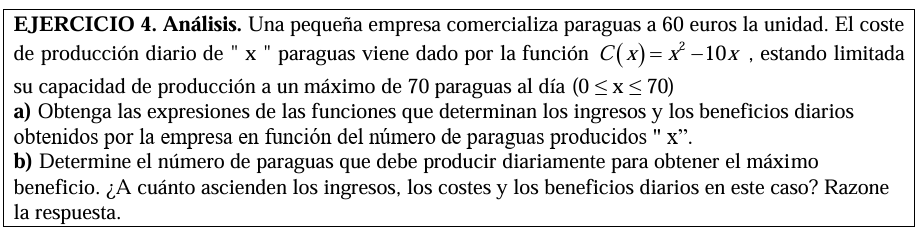 EJERCICIO 4. Análisis. Una pequeña empresa comercializa paraguas a 60 euros la unidad. El coste
de producción diario de " x " paraguas viene dado por la función C(x)= x² −10x , estando limitada
su capacidad de producción a un máximo de 70 paraguas al día (0 ≤ x ≤ 70)
a) Obtenga las expresiones de las funciones que determinan los ingresos y los beneficios diarios
obtenidos por la empresa en función del número de paraguas producidos " x”.
b) Determine el número de paraguas que debe producir diariamente para obtener el máximo
beneficio. ¿A cuánto ascienden los ingresos, los costes y los beneficios diarios en este caso? Razone
la respuesta.